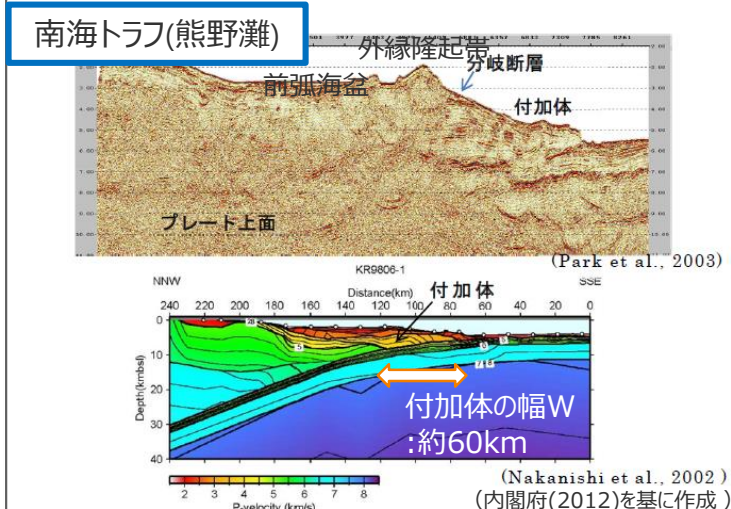 南海トラフ(熊野灘)
外縁隆起帯
分岐断層
前弧海盆
付加体
プレート上面
(Park et al., 2003)
KR9806-1
NNW
SSE
Distance(km)
付加体
240 220 200 180 160 140 120 100 80 60 40 20 0
0
10
20
30
40
Depth(kmbsl)
付加体の幅W
:約60km
2 3 4 5 6 7 8
P-velocity (km/s)
(Nakanishi et al., 2002 )
(内閣府(2012)を基に作成 )